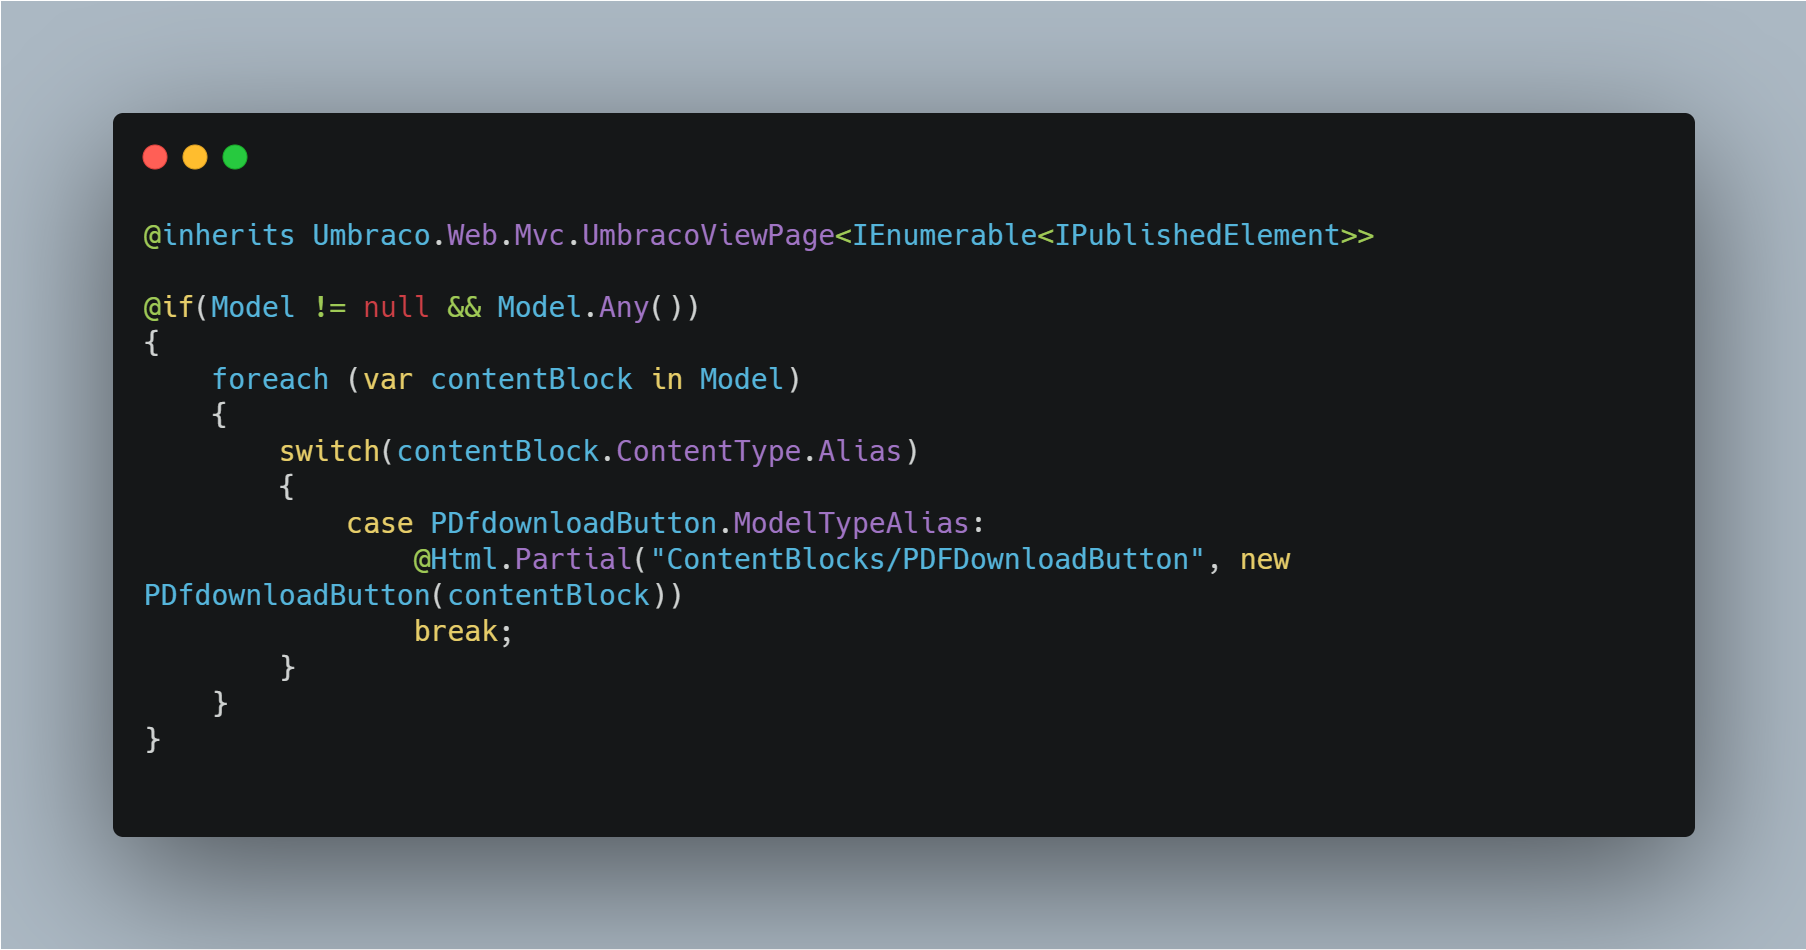 @inherits Umbraco.Web.Mvc.UmbracoViewPage<IEnumerable<IPublishedElement>>

@if(Model != null && Model.Any())
{
    foreach (var contentBlock in Model)
    {
        switch(contentBlock.ContentType.Alias)
        {
            case PDfdownloadButton.ModelTypeAlias:
                @Html.Partial("ContentBlocks/PDFDownloadButton", new
PDfdownloadButton(contentBlock))
                break;
        }
    }
}